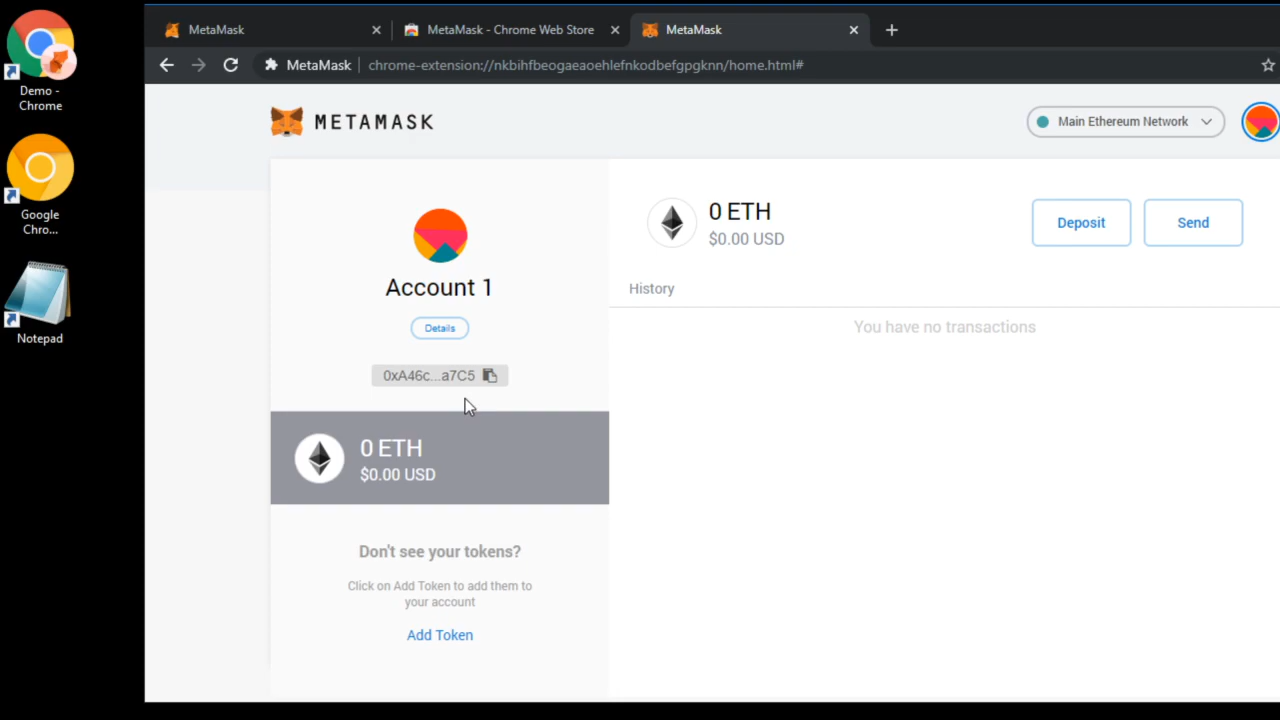 Demo -
Chrome
Google
Chro...
Notepad
MetaMask
MetaMask - Chrome Web Store
MetaMask
MetaMask
chrome-extension://nkbihfbeogaeaoehlefnkodbefgpgknn/home.html#
METAMASK
Main Ethereum Network
Account 1
Details
0xA46c...a7C5
0 ETH
$0.00 USD
Don't see your tokens?
Click on Add Token to add them to
your account
Add Token
0 ETH
$0.00 USD
Deposit
Send
History
You have no transactions